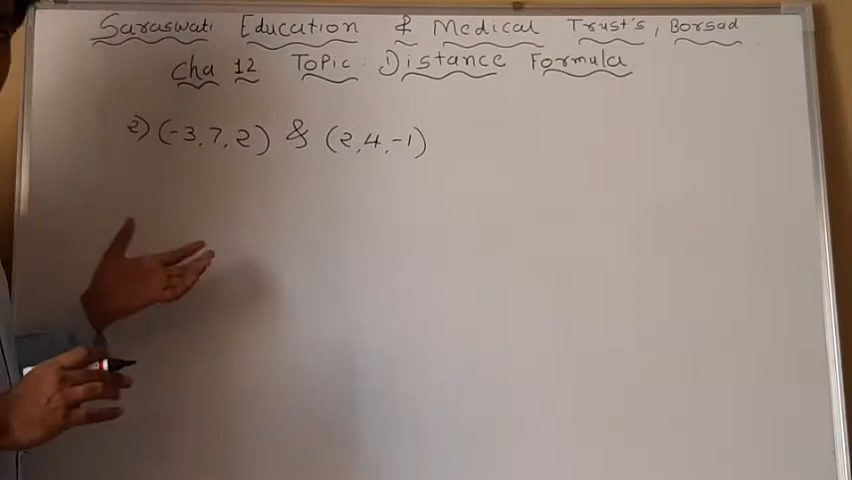 Saraswati Education & Medical Trust's, Borsad
Cha 12 Topic: Distance Formula
2) (-3,7,2) & (2,4,-1)